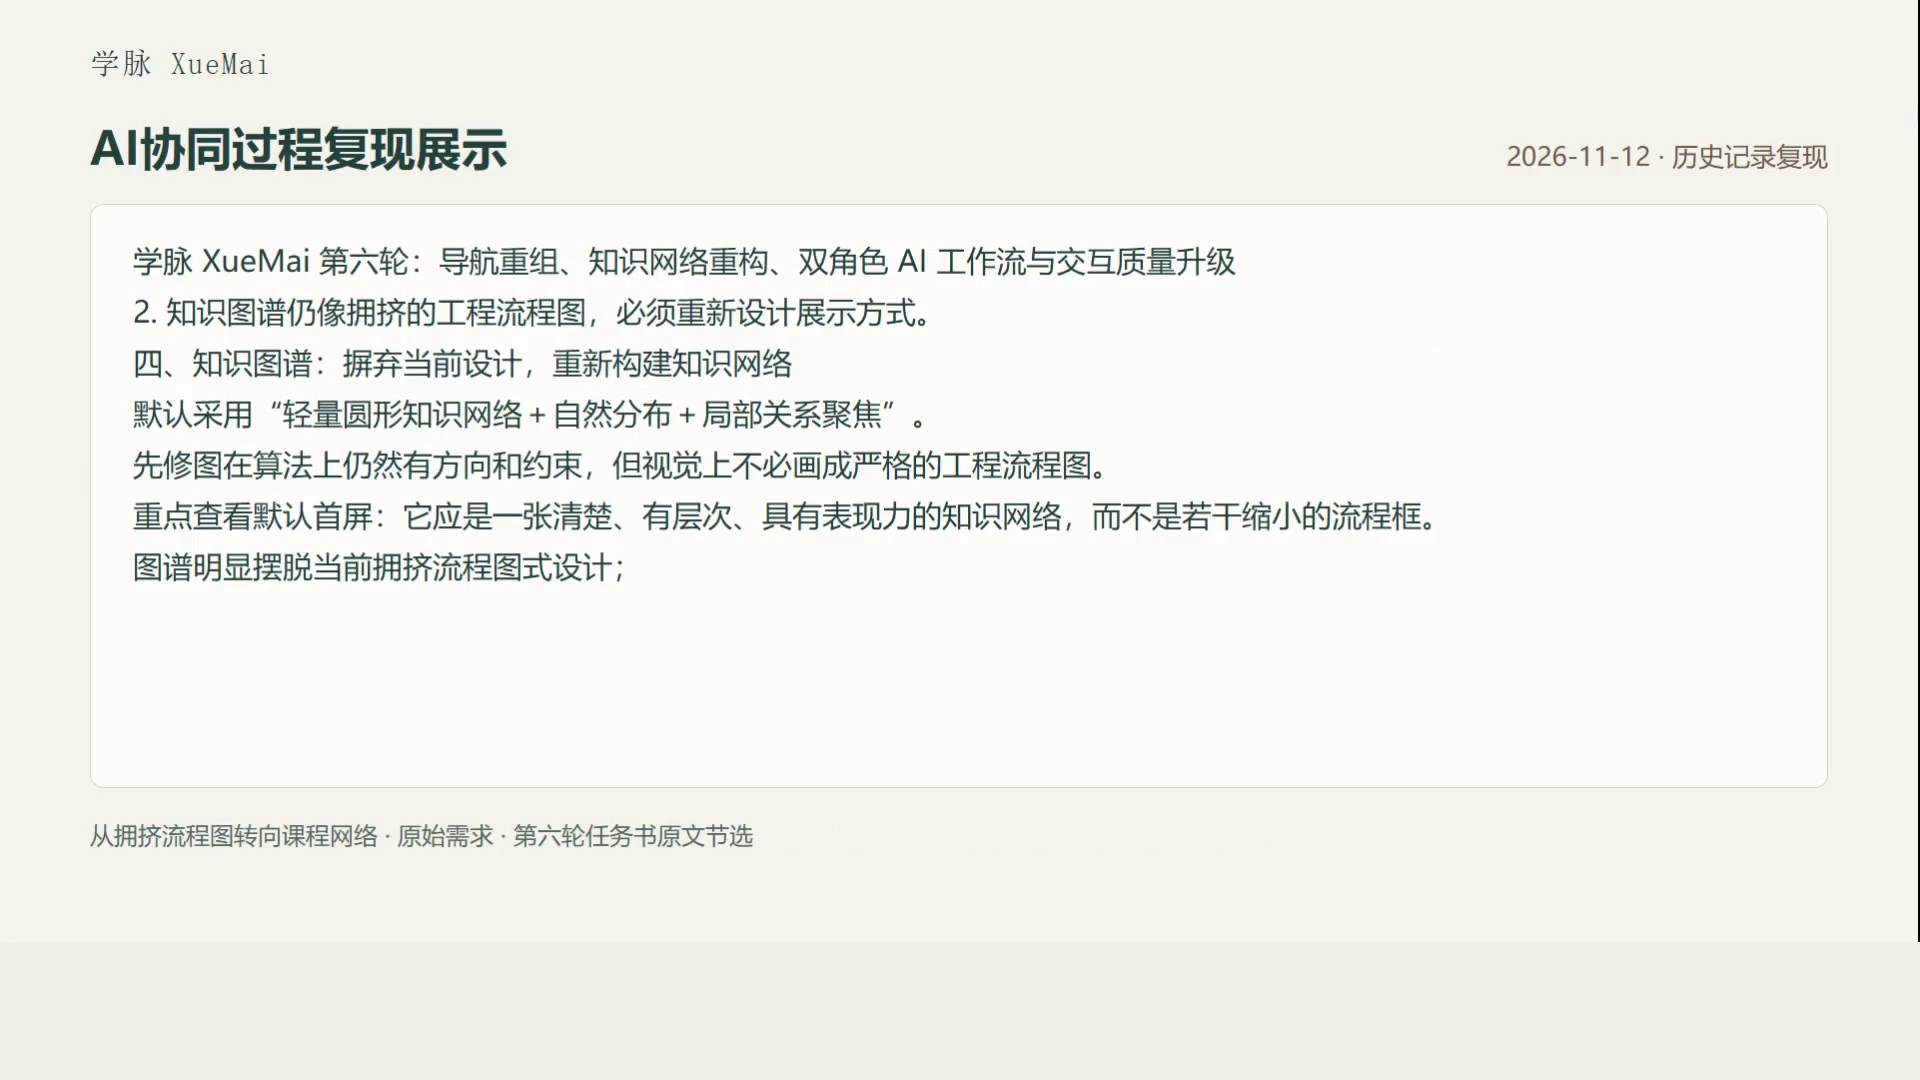 学脉 XueMai
AI协同过程复现展示
2026-11-12 · 历史记录复现
学脉 XueMai 第六轮：导航重组、知识网络重构、双角色 AI 工作流与交互质量升级
2. 知识图谱仍像拥挤的工程流程图，必须重新设计展示方式。
四、知识图谱：摒弃当前设计，重新构建知识网络
默认采用“轻量圆形知识网络＋自然分布＋局部关系聚焦”。
先修图在算法上仍然有方向和约束，但视觉上不必画成严格的工程流程图。
重点查看默认首屏：它应是一张清楚、有层次、具有表现力的知识网络，而不是若干缩小的流程框。
图谱明显摆脱当前拥挤流程图式设计；
从拥挤流程图转向课程网络 · 原始需求 · 第六轮任务书原文节选